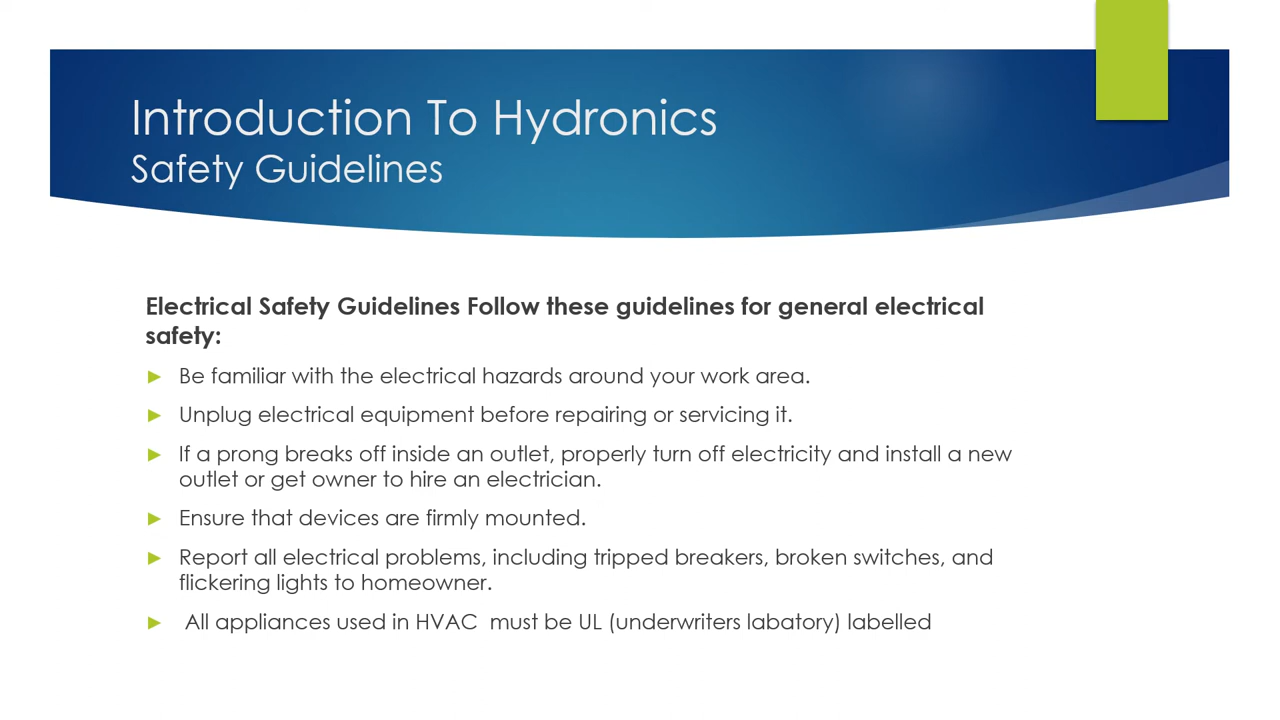 Introduction To Hydronics
Safety Guidelines
Electrical Safety Guidelines Follow these guidelines for general electrical
safety:
Be familiar with the electrical hazards around your work area.
Unplug electrical equipment before repairing or servicing it.
If a prong breaks off inside an outlet, properly turn off electricity and install a new
outlet or get owner to hire an electrician.
Ensure that devices are firmly mounted.
Report all electrical problems, including tripped breakers, broken switches, and
flickering lights to homeowner.
All appliances used in HVAC  must be UL (underwriters labatory) labelled